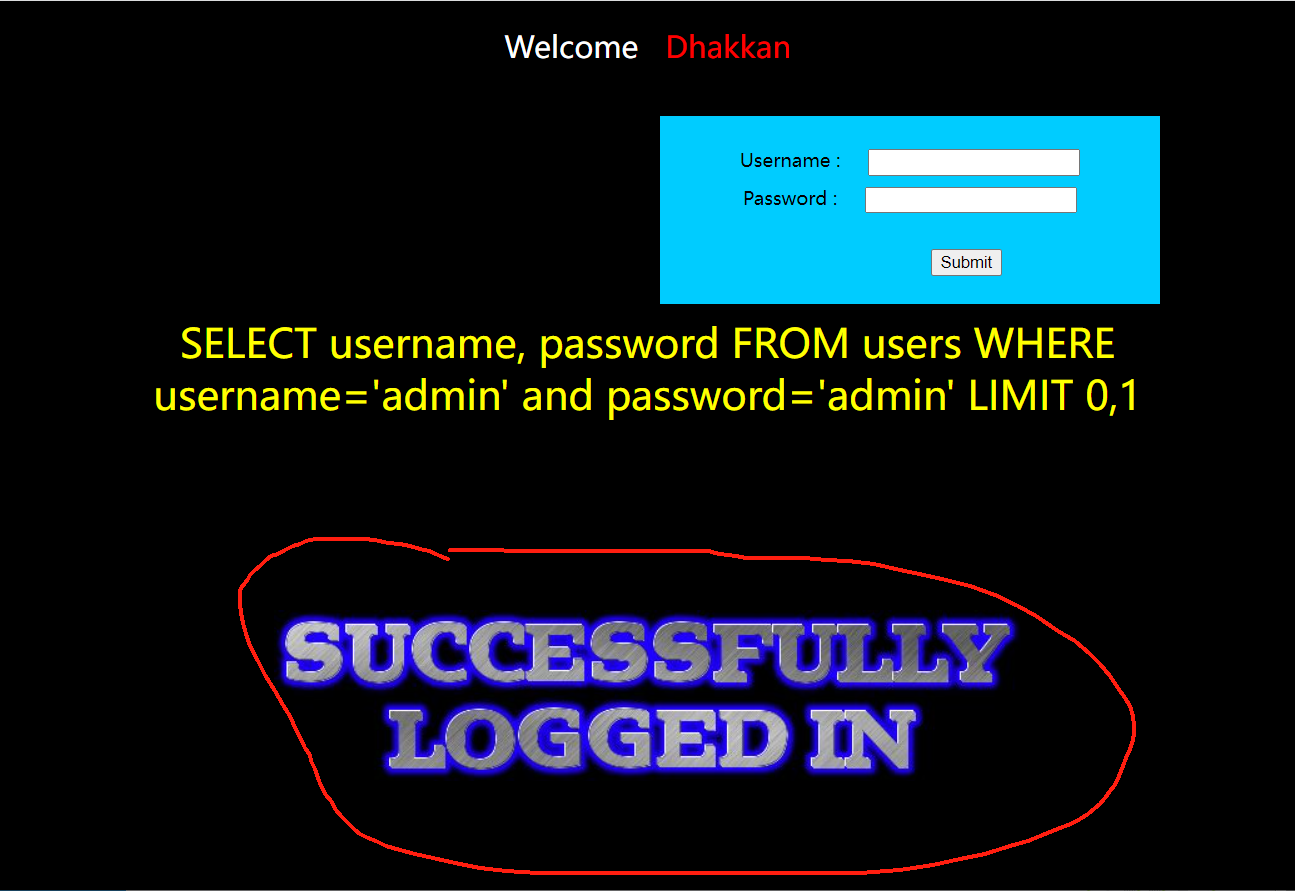 Welcome Dhakkan
Username :
Password :
Submit
SELECT username, password FROM users WHERE
username='admin' and password='admin' LIMIT 0,1
SUCCESSFULLY
LOGGED IN